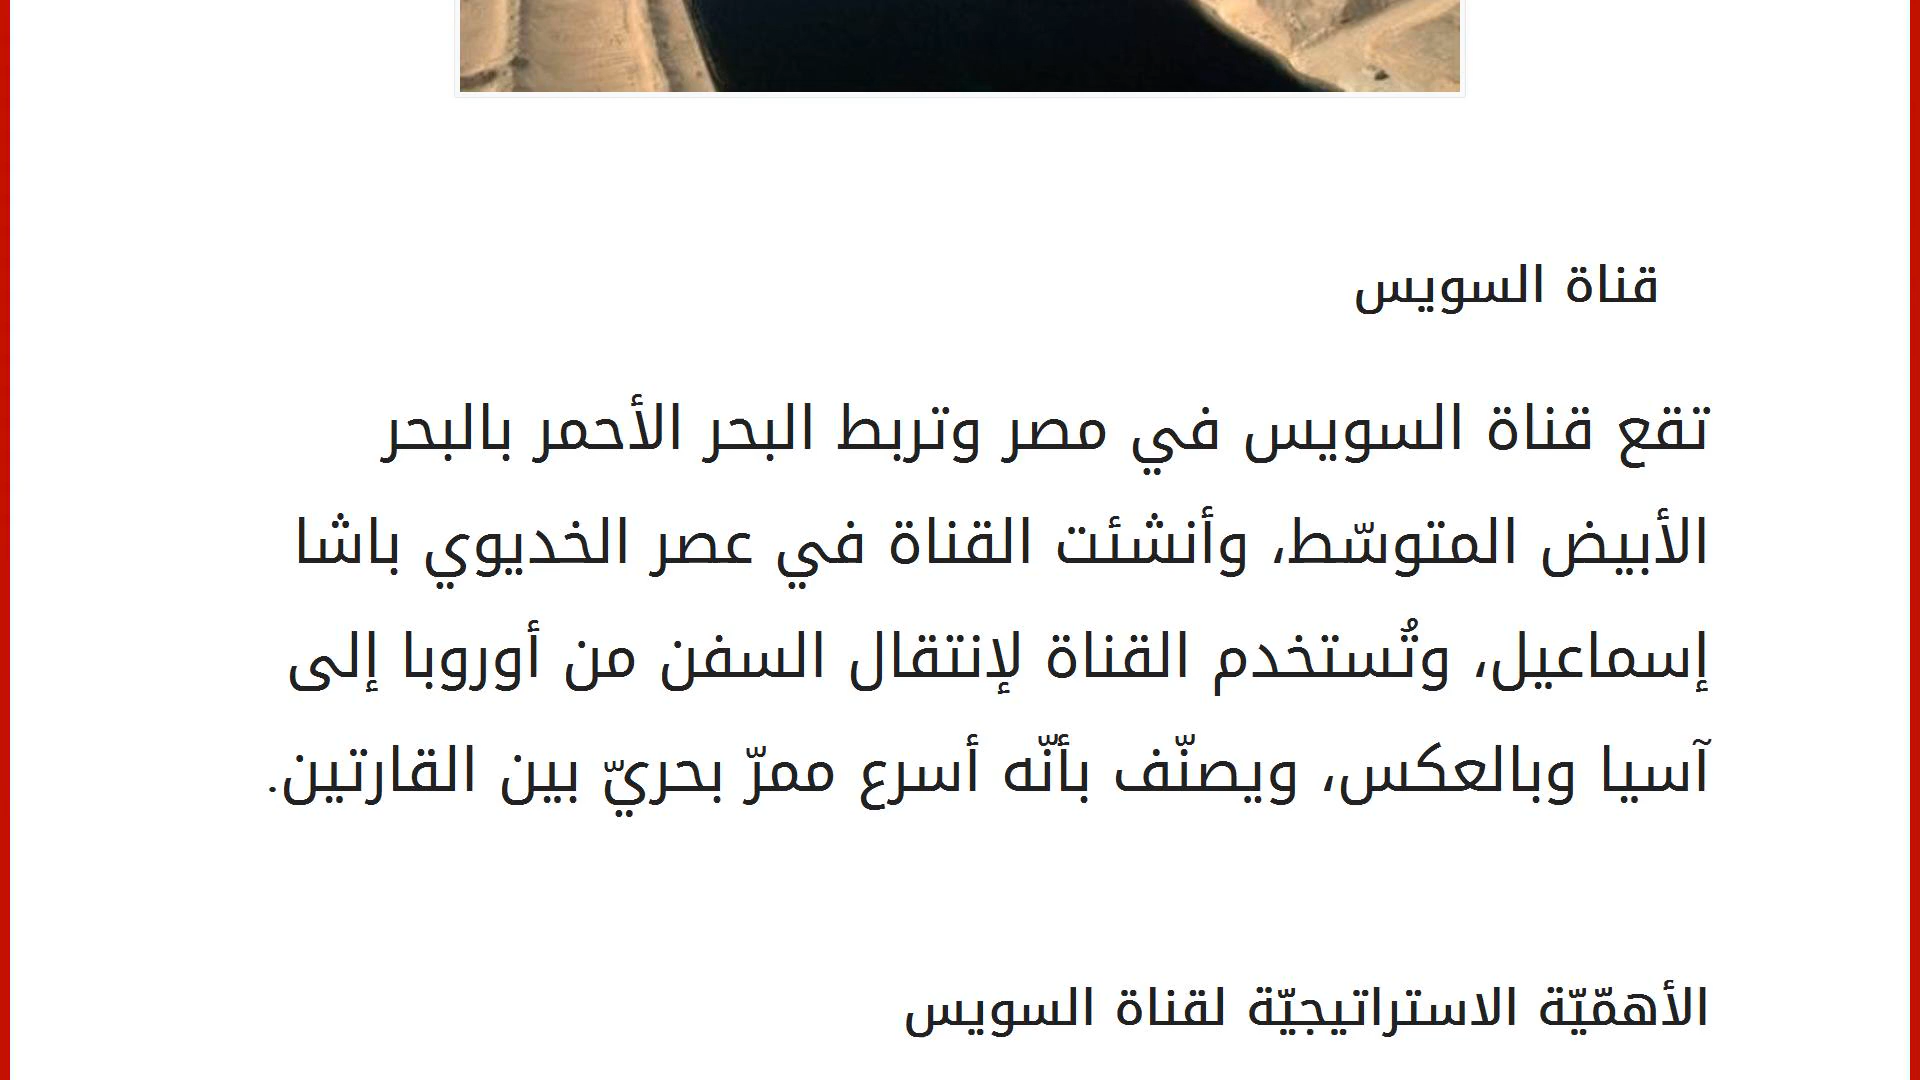 قناة السويس
تقع قناة السويس في مصر وتربط البحر الأحمر بالبحر
الأبيض المتوسّط، وأنشئت القناة في عصر الخديوي باشا
إسماعيل، وتُستخدم القناة لإنتقال السفن من أوروبا إلى
آسيا وبالعكس، ويصنّف بأنّه أسرع ممرّ بحريّ بين القارتين.
الأهمّيّة الاستراتيجيّة لقناة السويس